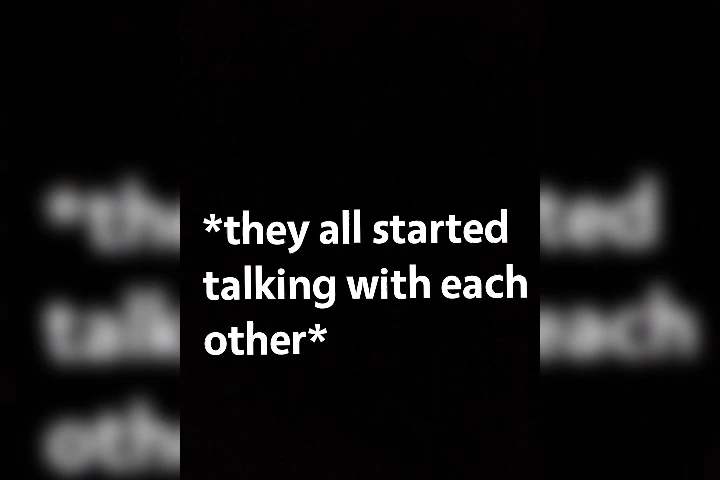 *they all started
talking with each
other*